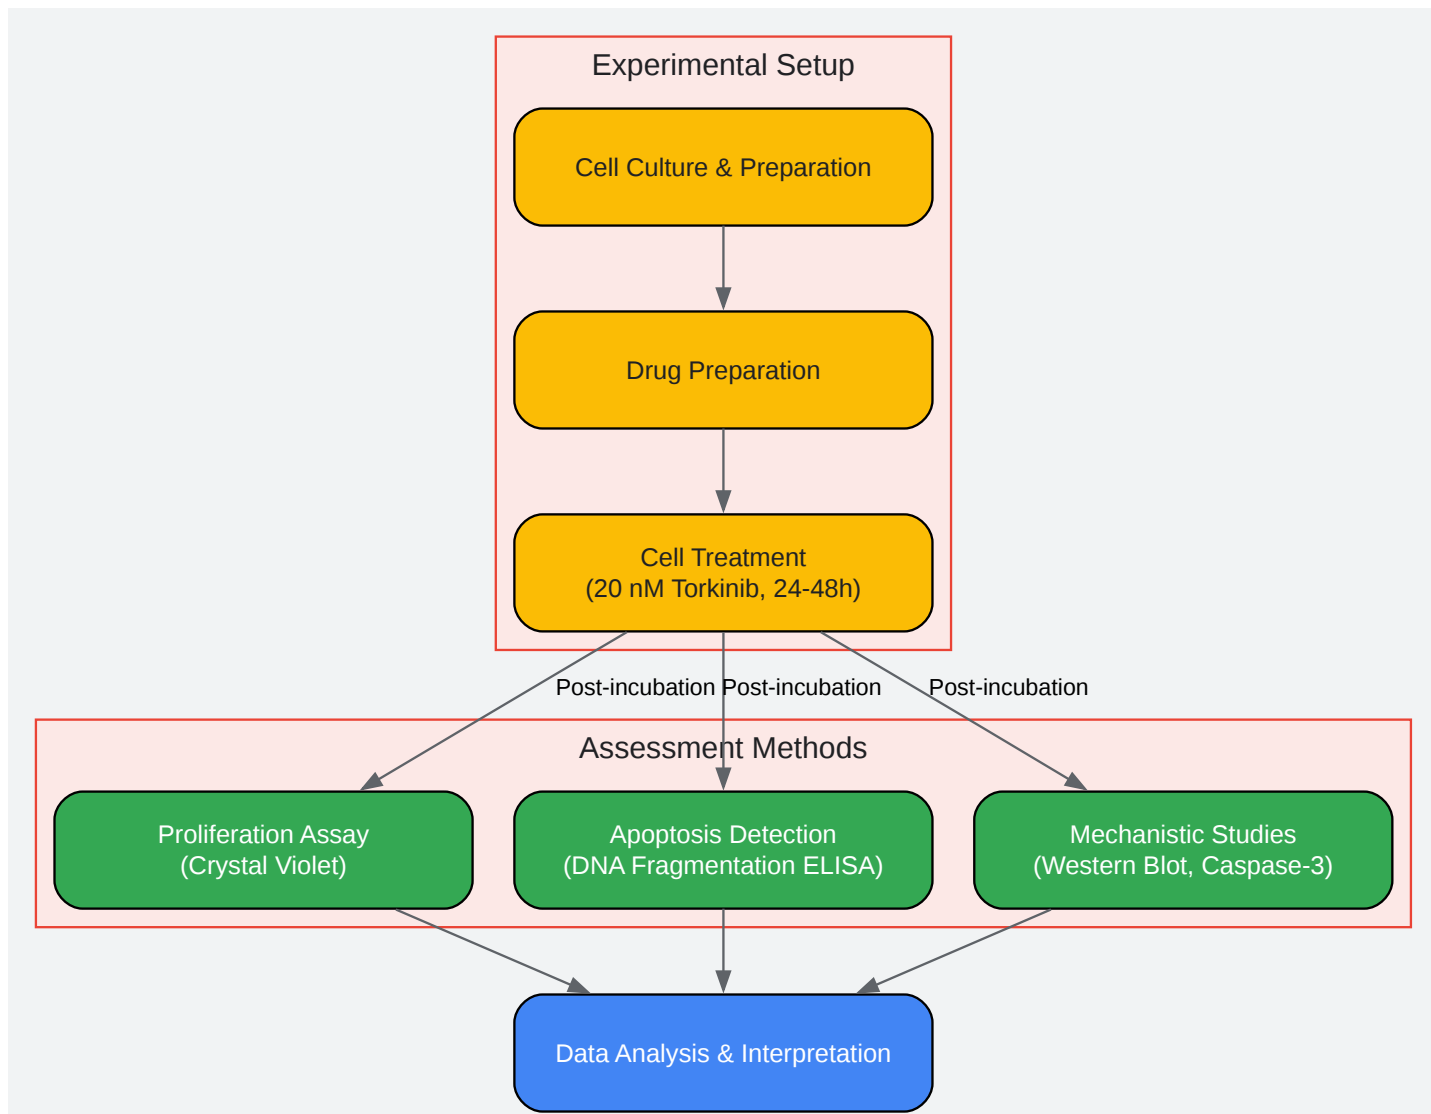 Experimental Setup
Cell Culture & Preparation
Drug Preparation
Cell Treatment
(20 nM Torkinib, 24-48h)
Post-incubation
Post-incubation
Post-incubation
Assessment Methods
Proliferation Assay
(Crystal Violet)
Apoptosis Detection
(DNA Fragmentation ELISA)
Mechanistic Studies
(Western Blot, Caspase-3)
Data Analysis & Interpretation